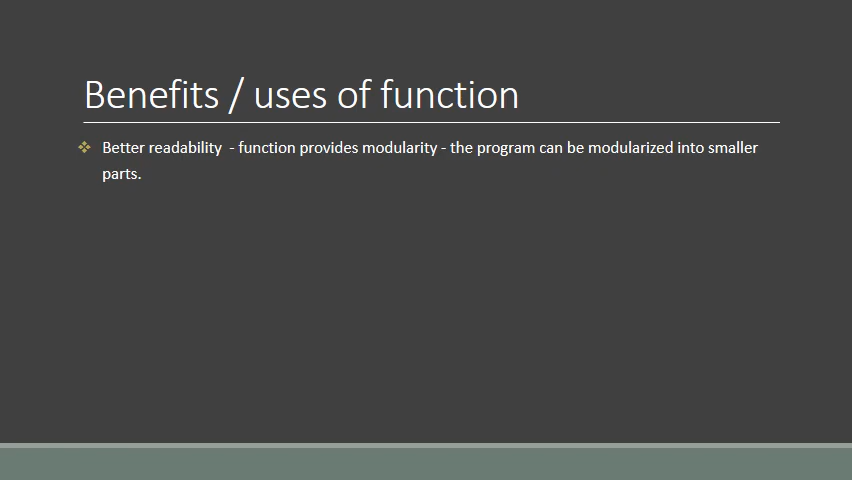 Benefits / uses of function
Better readability - function provides modularity - the program can be modularized into smaller
parts.